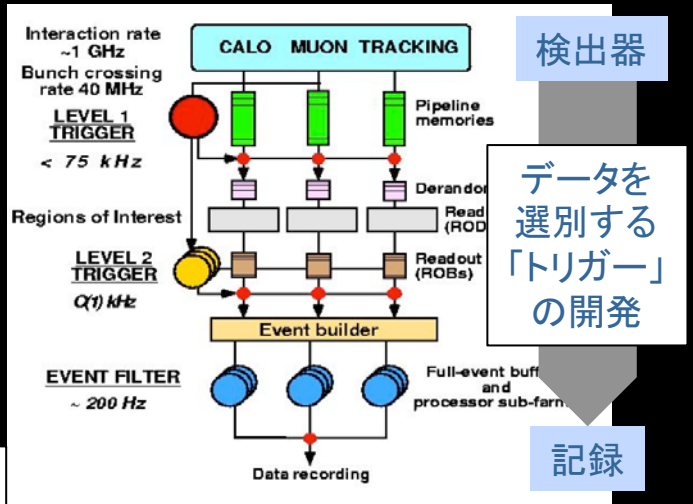 Interaction rate
~1 GHz
Bunch crossing
rate 40 MHz
CALO MUON TRACKING
検出器
LEVEL 1
TRIGGER
< 75 kHz
Pipeline
memories
Regions of Interest
データを
選別する
「トリガー」
の開発
LEVEL 2
TRIGGER
O(1) kHz
Readout
(ROBs)
Event builder
EVENT FILTER
~ 200 Hz
Full-event
and
processor
Data recording
記録